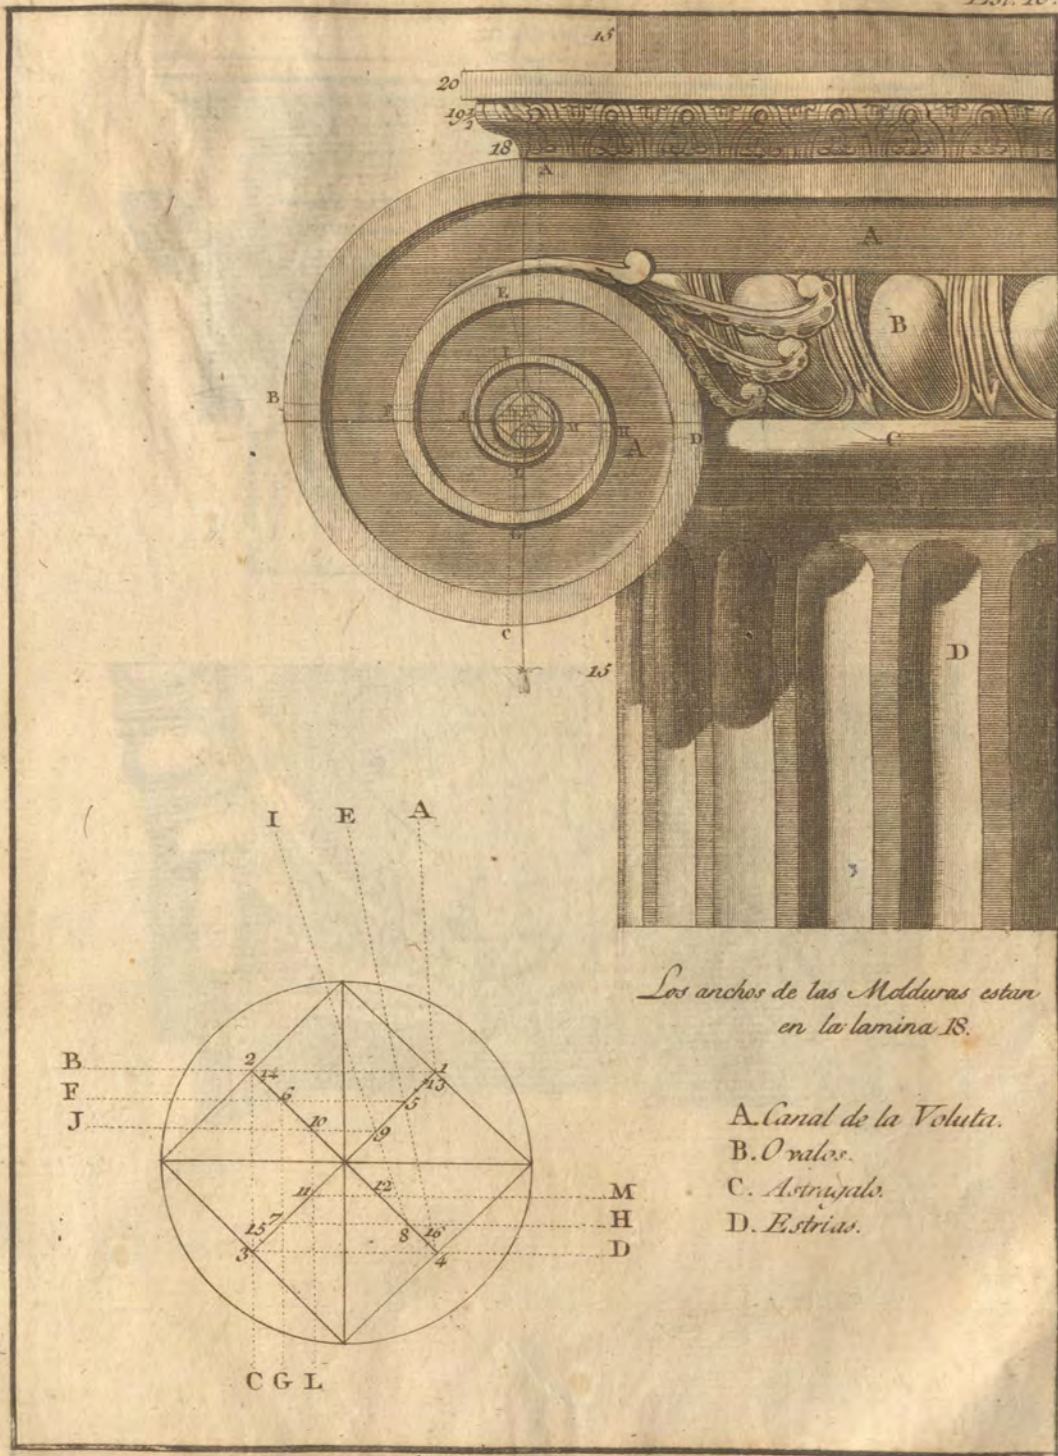 15
20
19½
18
A
A
B
E
I
B
F
J
M
H
A
D
C
L
G
C
D
15
I E A
Los anchos de las Molduras estan
en la lamina 18.
B 2 14 1 13
F 6 5
J 10 9
11 12 M
15 7 8 16 H
3 4 D
C G L
A. Canal de la Voluta.
B. Ovalos.
C. Astragalo.
D. Estrias.